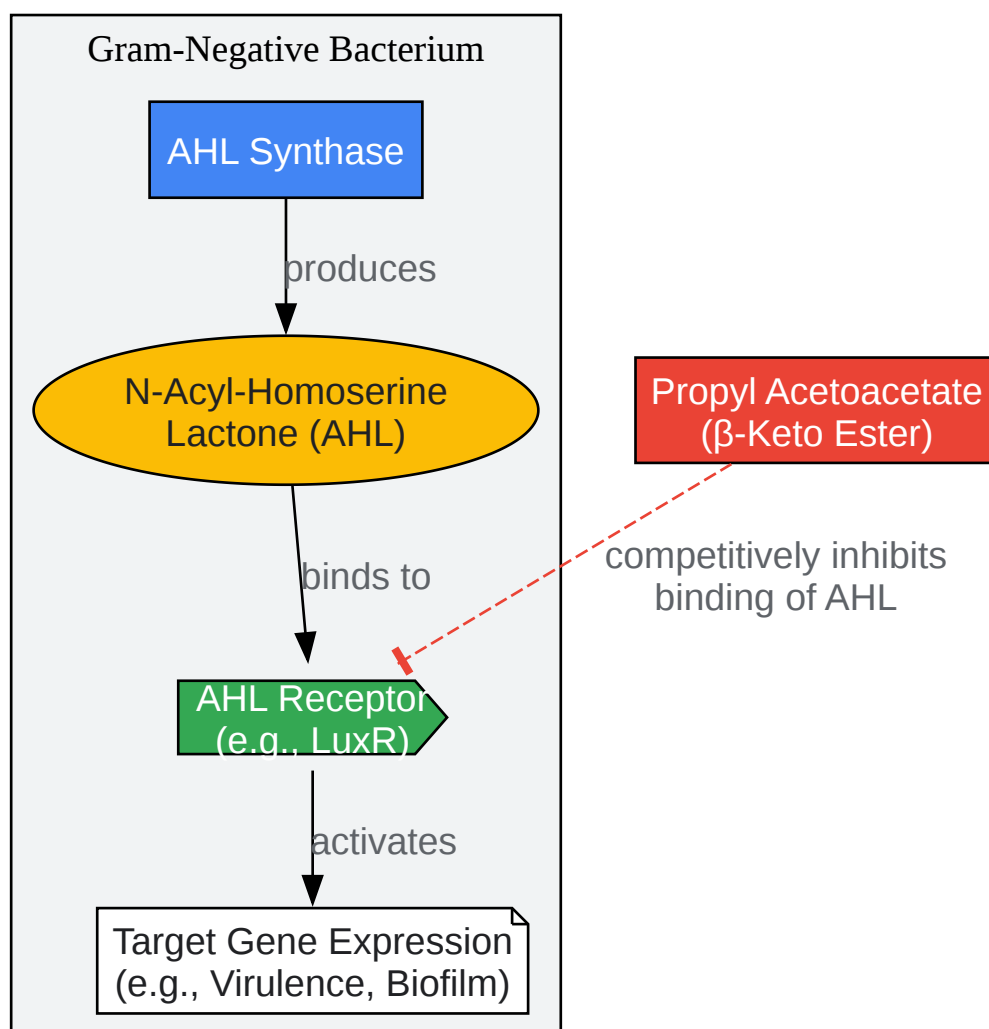 Gram-Negative Bacterium
AHL Synthase
produces
N-Acyl-Homoserine
Lactone (AHL)
Propyl Acetoacetate
(β-Keto Ester)
binds to
competitively inhibits
binding of AHL
AHL Receptor
(e.g., LuxR)
activates
Target Gene Expression
(e.g., Virulence, Biofilm)